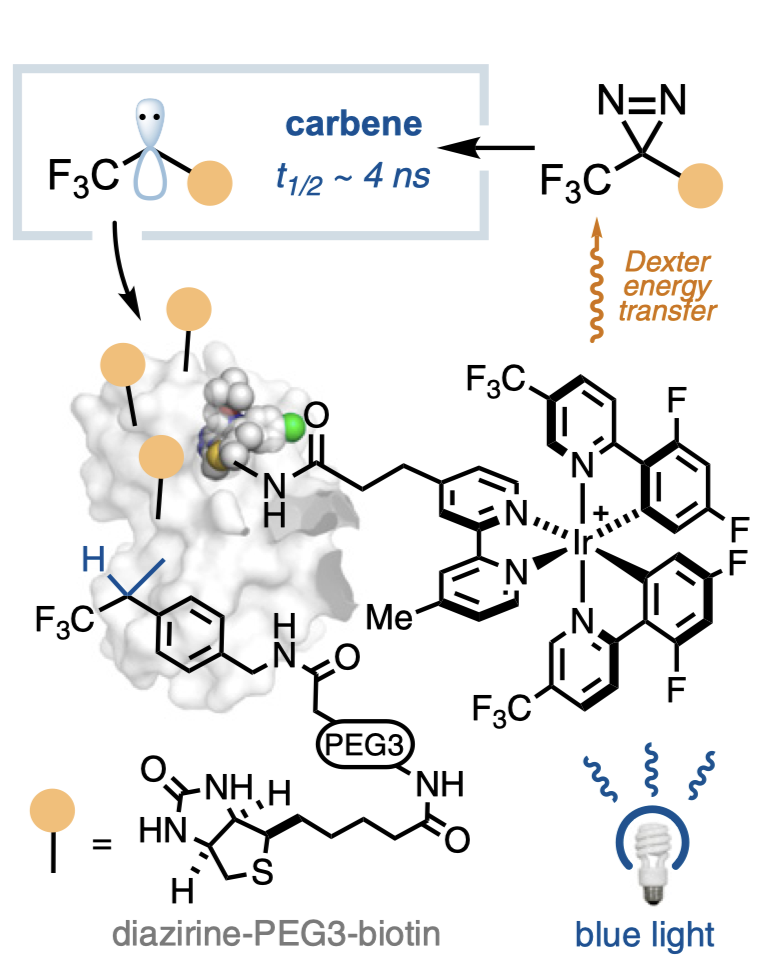 carbene
t1/2 ~ 4 ns
F3C
N=N
F3C
Dexter
energy
transfer
F3C
F
N
F
O
N
H
N
N
Ir
+
F
Me
N
F
F3C
H
F3C
H
N
O
PEG3
NH
O
O
NH
H
HN
S
H
=
diazirine-PEG3-biotin
blue light